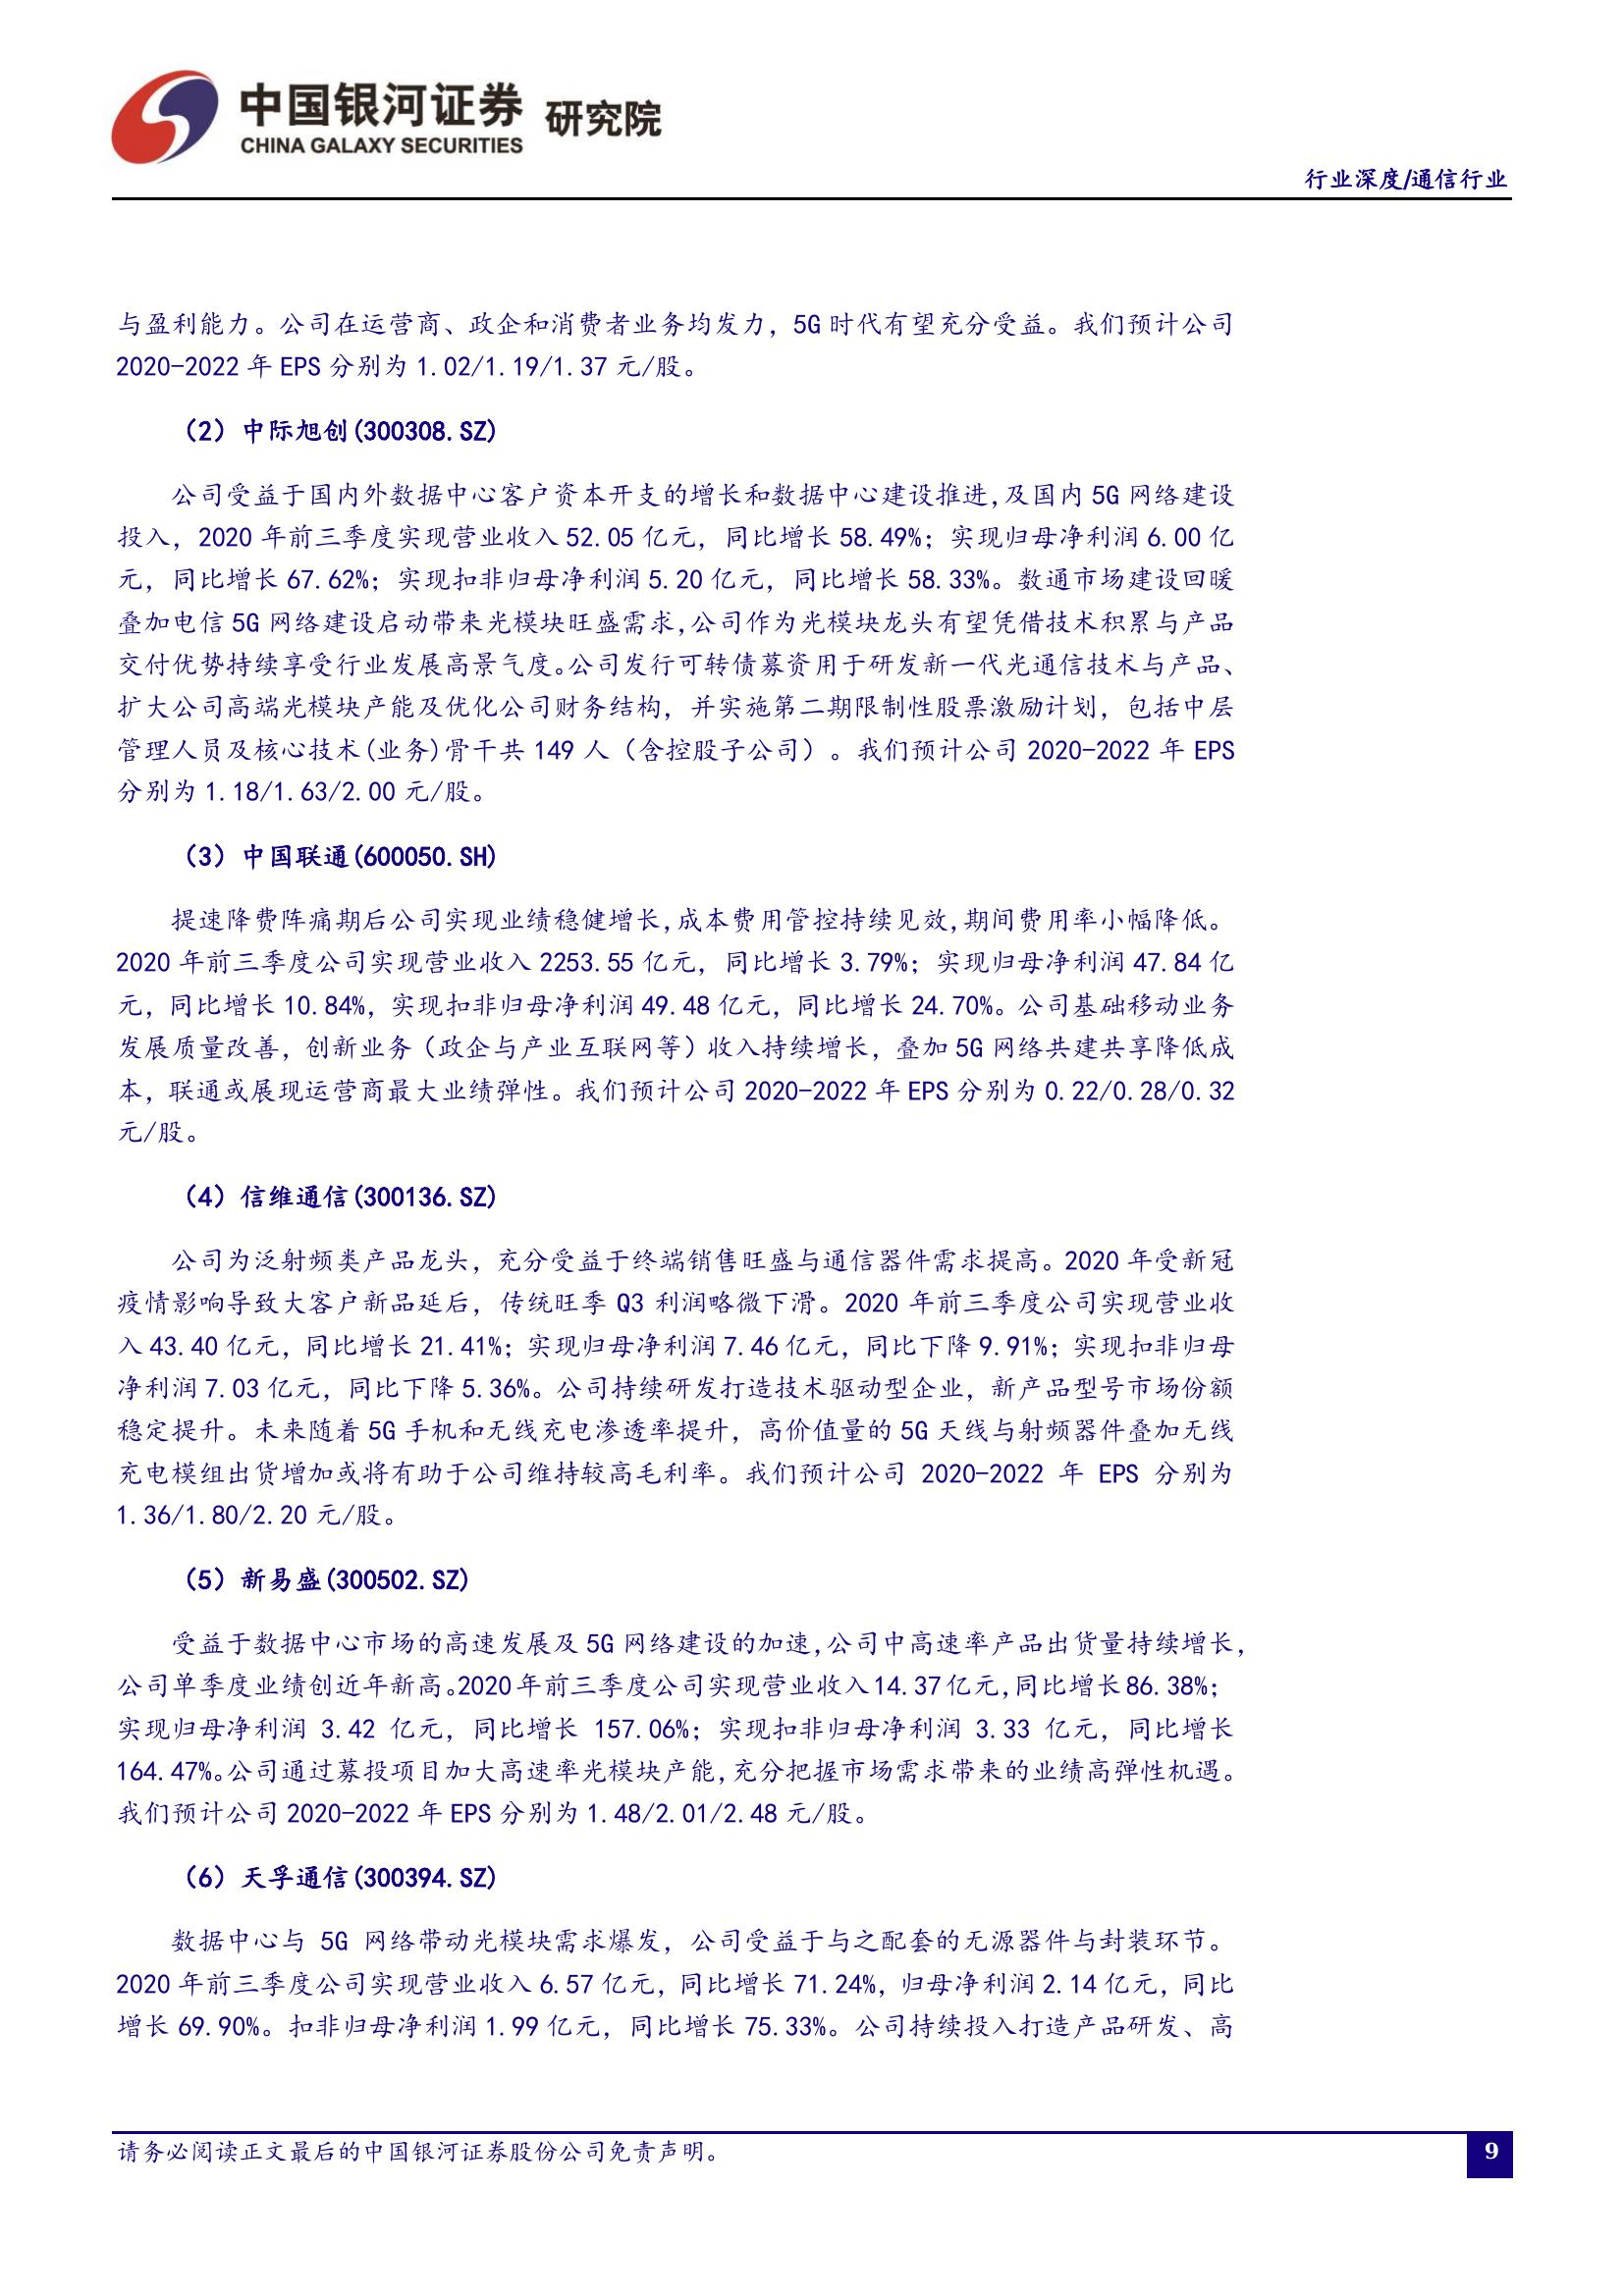 中国银河证券 研究院
CHINA GALAXY SECURITIES
行业深度/通信行业
与盈利能力。公司在运营商、政企和消费者业务均发力，5G 时代有望充分受益。我们预计公司
2020-2022 年 EPS 分别为 1.02/1.19/1.37 元/股。
（2）中际旭创(300308.SZ)
公司受益于国内外数据中心客户资本开支的增长和数据中心建设推进,及国内 5G 网络建设
投入，2020 年前三季度实现营业收入 52.05 亿元，同比增长 58.49%；实现归母净利润 6.00 亿
元，同比增长 67.62%；实现扣非归母净利润 5.20 亿元，同比增长 58.33%。数通市场建设回暖
叠加电信 5G 网络建设启动带来光模块旺盛需求,公司作为光模块龙头有望凭借技术积累与产品
交付优势持续享受行业发展高景气度。公司发行可转债募资用于研发新一代光通信技术与产品、
扩大公司高端光模块产能及优化公司财务结构，并实施第二期限制性股票激励计划，包括中层
管理人员及核心技术(业务)骨干共 149 人（含控股子公司）。我们预计公司 2020-2022 年 EPS
分别为 1.18/1.63/2.00 元/股。
（3）中国联通(600050.SH)
提速降费阵痛期后公司实现业绩稳健增长,成本费用管控持续见效,期间费用率小幅降低。
2020 年前三季度公司实现营业收入 2253.55 亿元，同比增长 3.79%；实现归母净利润 47.84 亿
元，同比增长 10.84%，实现扣非归母净利润 49.48 亿元，同比增长 24.70%。公司基础移动业务
发展质量改善，创新业务（政企与产业互联网等）收入持续增长，叠加 5G 网络共建共享降低成
本，联通或展现运营商最大业绩弹性。我们预计公司 2020-2022 年 EPS 分别为 0.22/0.28/0.32
元/股。
（4）信维通信(300136.SZ)
公司为泛射频类产品龙头，充分受益于终端销售旺盛与通信器件需求提高。2020 年受新冠
疫情影响导致大客户新品延后，传统旺季 Q3 利润略微下滑。2020 年前三季度公司实现营业收
入 43.40 亿元，同比增长 21.41%；实现归母净利润 7.46 亿元，同比下降 9.91%；实现扣非归母
净利润 7.03 亿元，同比下降 5.36%。公司持续研发打造技术驱动型企业，新产品型号市场份额
稳定提升。未来随着 5G 手机和无线充电渗透率提升，高价值量的 5G 天线与射频器件叠加无线
充电模组出货增加或将有助于公司维持较高毛利率。我们预计公司 2020-2022 年 EPS 分别为
1.36/1.80/2.20 元/股。
（5）新易盛(300502.SZ)
受益于数据中心市场的高速发展及 5G 网络建设的加速,公司中高速率产品出货量持续增长，
公司单季度业绩创近年新高。2020 年前三季度公司实现营业收入 14.37 亿元,同比增长 86.38%；
实现归母净利润 3.42 亿元，同比增长 157.06%；实现扣非归母净利润 3.33 亿元，同比增长
164.47%。公司通过募投项目加大高速率光模块产能,充分把握市场需求带来的业绩高弹性机遇。
我们预计公司 2020-2022 年 EPS 分别为 1.48/2.01/2.48 元/股。
（6）天孚通信(300394.SZ)
数据中心与 5G 网络带动光模块需求爆发，公司受益于与之配套的无源器件与封装环节。
2020 年前三季度公司实现营业收入 6.57 亿元，同比增长 71.24%，归母净利润 2.14 亿元，同比
增长 69.90%。扣非归母净利润 1.99 亿元，同比增长 75.33%。公司持续投入打造产品研发、高
请务必阅读正文最后的中国银河证券股份公司免责声明。
9